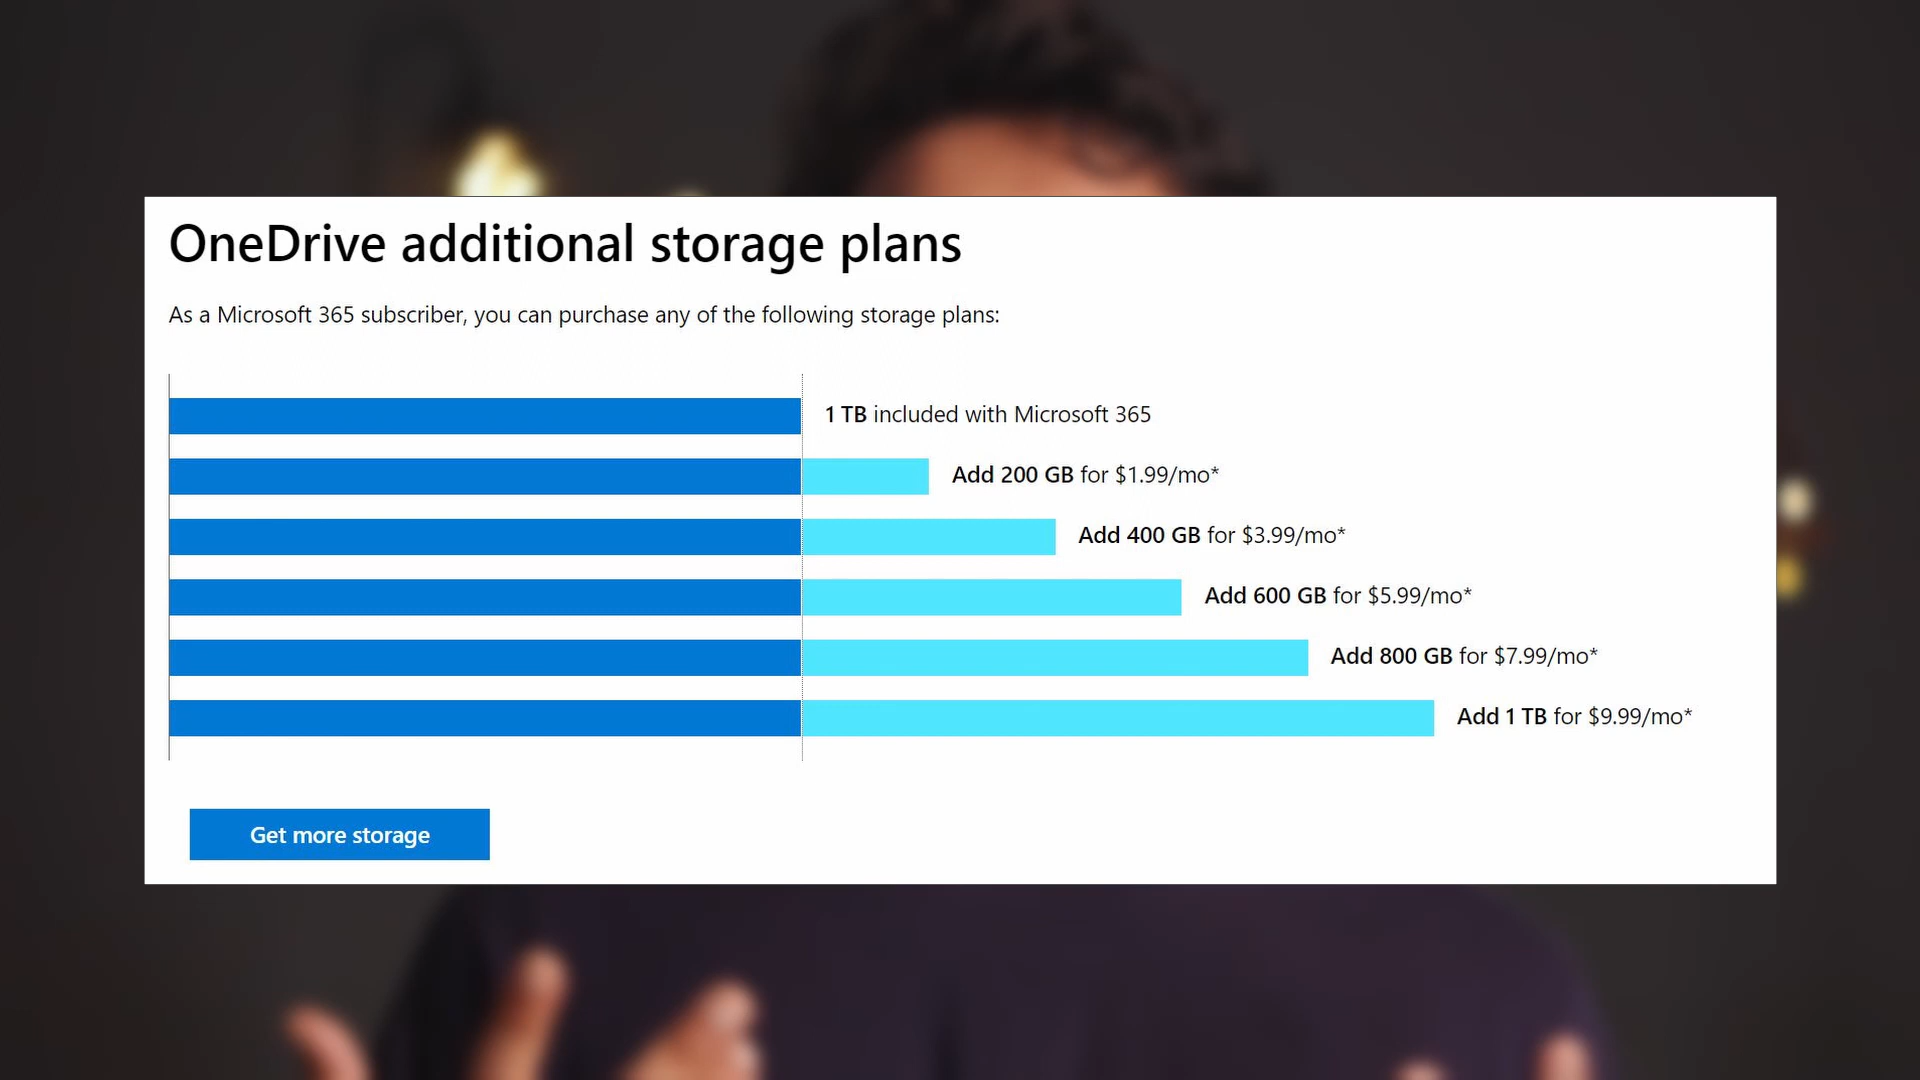 OneDrive additional storage plans
As a Microsoft 365 subscriber, you can purchase any of the following storage plans:
1 TB included with Microsoft 365
Add 200 GB for $1.99/mo*
Add 400 GB for $3.99/mo*
Add 600 GB for $5.99/mo*
Add 800 GB for $7.99/mo*
Add 1 TB for $9.99/mo*
Get more storage